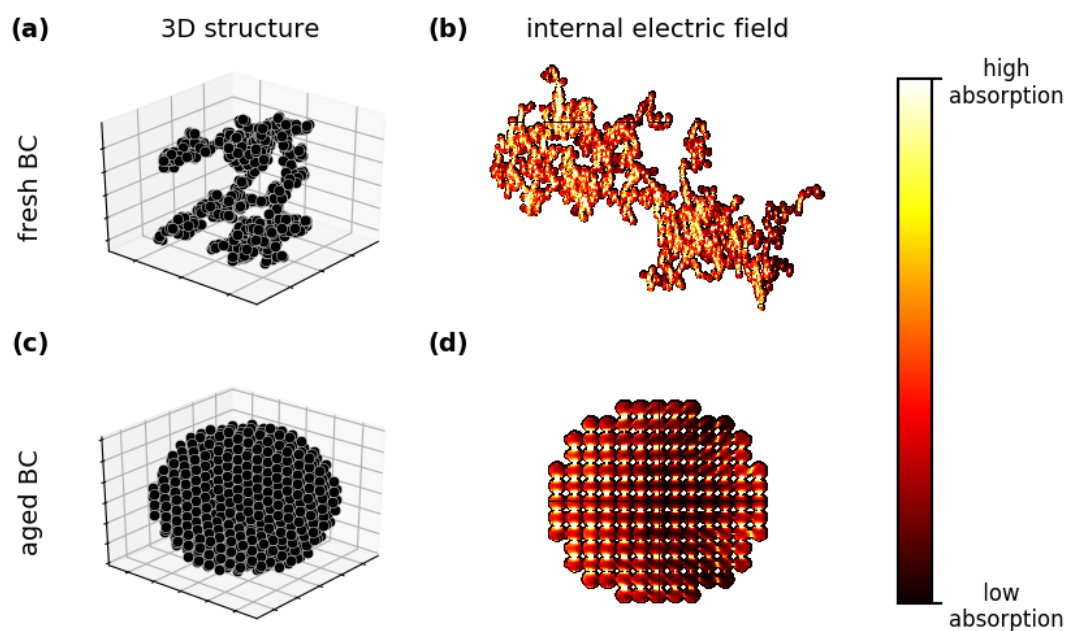 (a)
3D structure
(b)
internal electric field
high
absorption
fresh BC
(c)
(d)
aged BC
low
absorption